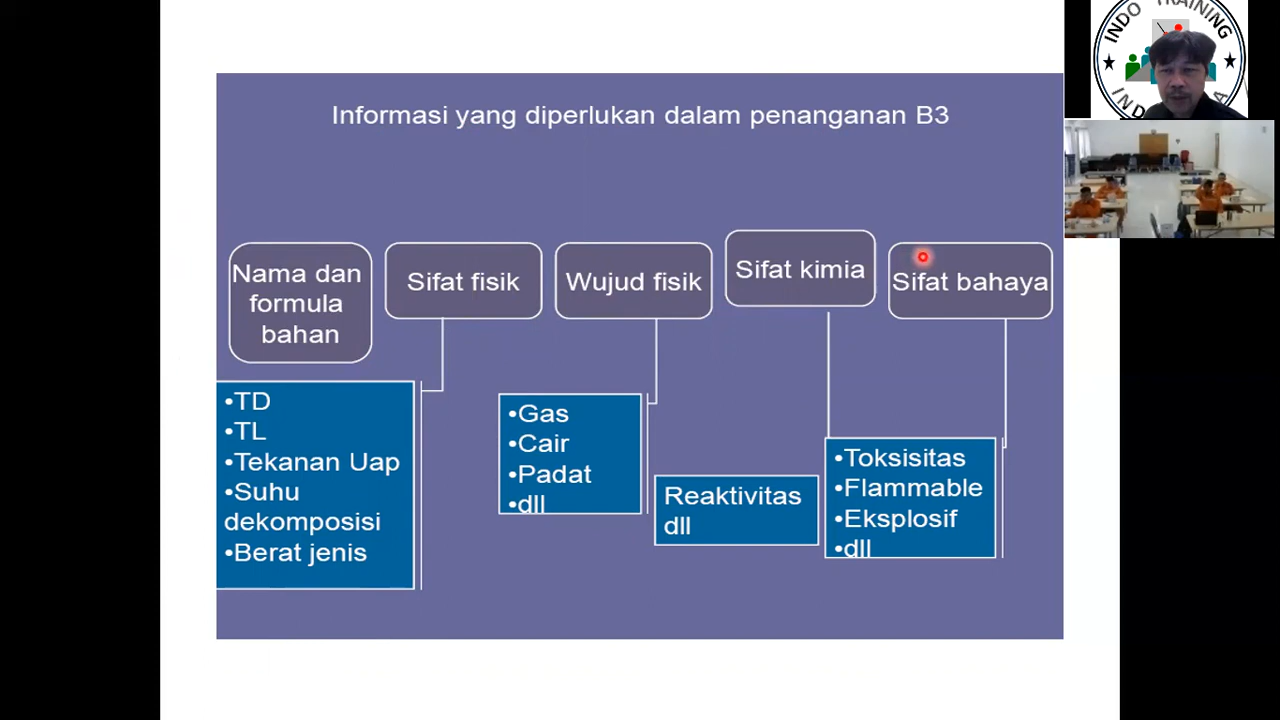 INDO TRAINING
INDO
Informasi yang diperlukan dalam penanganan B3
Nama dan
formula
bahan
Sifat fisik
Wujud fisik
Sifat kimia
Sifat bahaya
•TD
•TL
•Tekanan Uap
•Suhu
dekomposisi
•Berat jenis
•Gas
•Cair
•Padat
•dll
Reaktivitas
dll
•Toksisitas
•Flammable
•Eksplosif
•dll